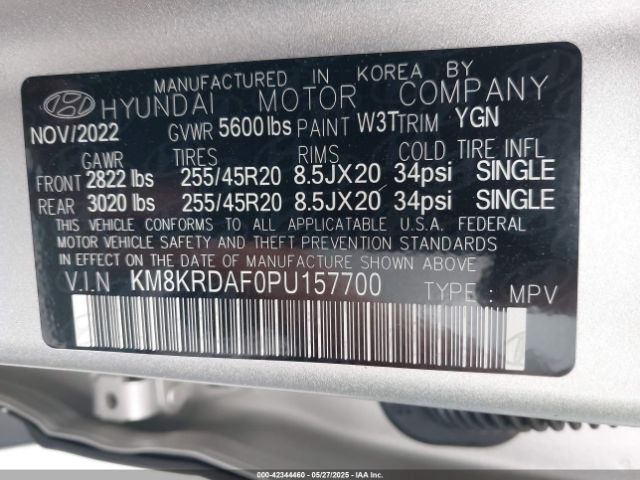 MANUFACTURED IN KOREA BY
HYUNDAI MOTOR COMPANY
NOV/2022 GVWR 5600lbs PAINT W3T TRIM YGN
GAWR TIRES RIMS COLD TIRE INFL
FRONT 2822 lbs 255/45R20 8.5JX20 34psi SINGLE
REAR 3020 lbs 255/45R20 8.5JX20 34psi SINGLE
THIS VEHICLE CONFORMS TO ALL APPLICATABLE U.S.A. FEDERAL
MOTOR VEHICLE SAFETY AND THEFT PREVENTION STANDARDS
IN EFFECT ON THE DATE OF MANUFACTURE SHOWN ABOVE.
V.I.N KM8KRDAF0PU157700 TYPE : MPV
000-42344460 - 05/27/2025 - IAA Inc.